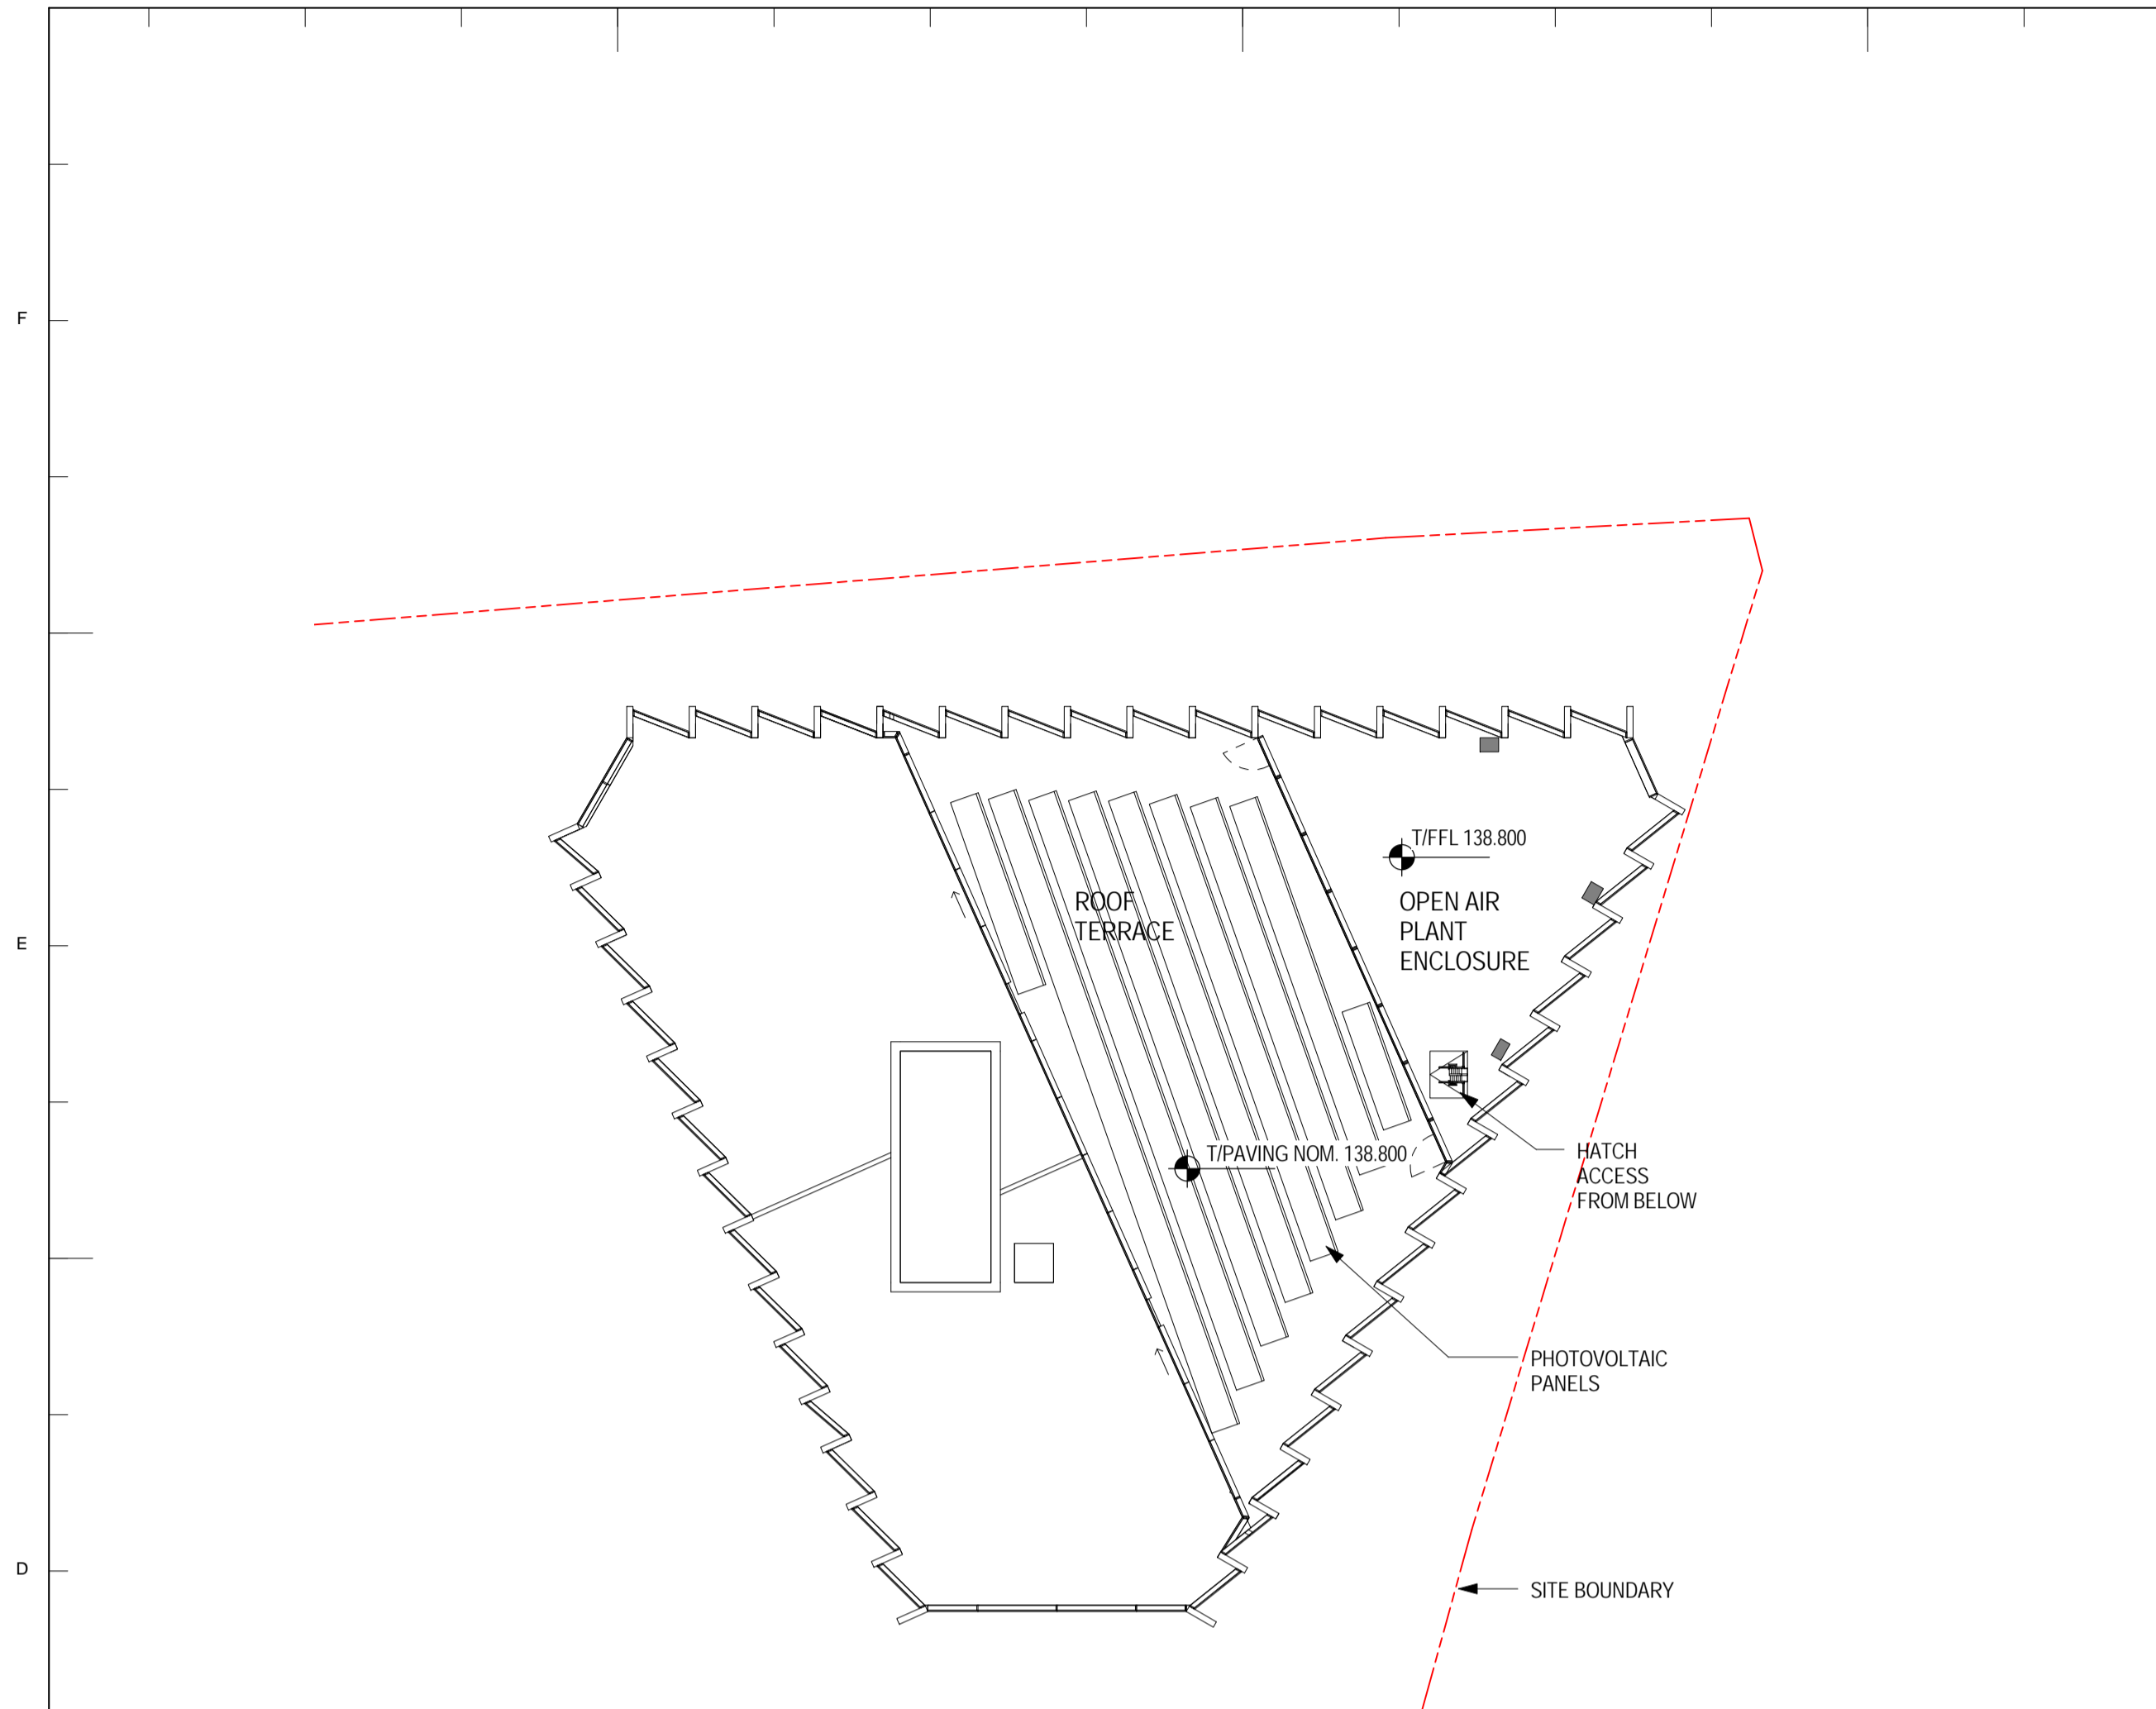 F
T/FFL 138.800
ROOF
TERRACE
OPEN AIR
PLANT
ENCLOSURE
E
T/PAVING NOM. 138.800
HATCH
ACCESS
FROM BELOW
PHOTOVOLTAIC
PANELS
D
SITE BOUNDARY